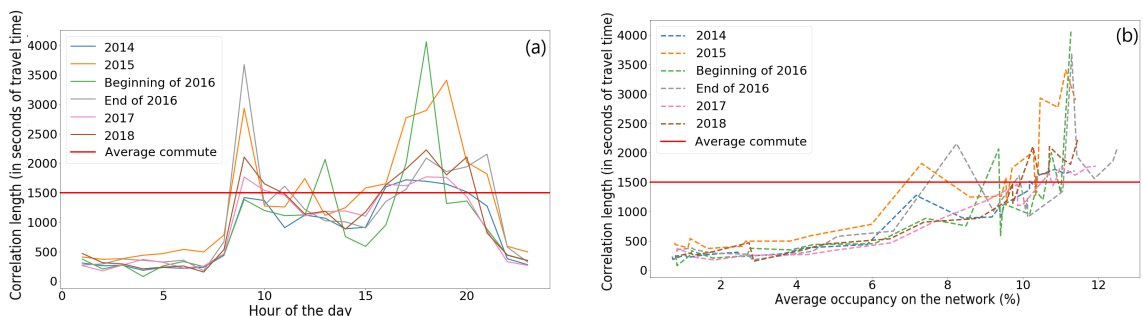 (a)
Correlation length (in seconds of travel time)
4000
3500
3000
2500
2000
1500
1000
500
0
2014
2015
Beginning of 2016
End of 2016
2017
2018
Average commute
0 5 10 15 20
Hour of the day
(b)
Correlation length (in seconds of travel time)
4000
3500
3000
2500
2000
1500
1000
500
0
2014
2015
Beginning of 2016
End of 2016
2017
2018
Average commute
2 4 6 8 10 12
Average occupancy on the network (%)